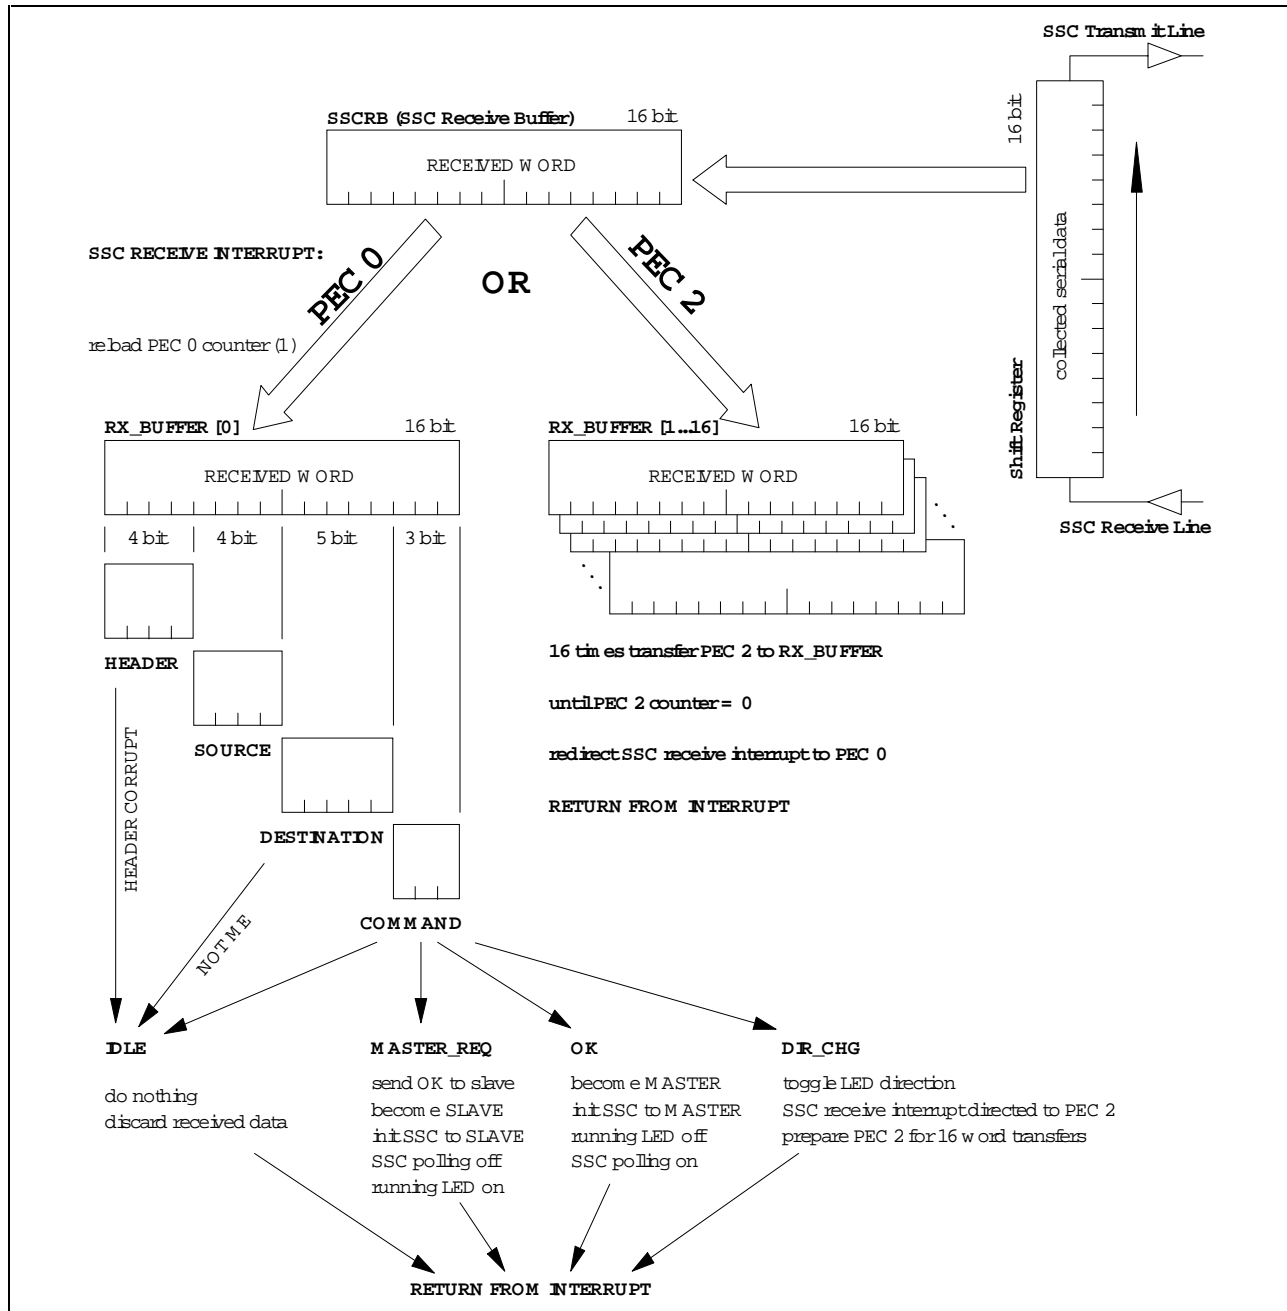 SSC Transmit Line
16 bit
SSCRB (SSC Receive Buffer) 16 bit
RECEIVED WORD
collected serial data
Shift Register
SSC Receive Line
SSC RECEIVE INTERRUPT:
PEC 0
OR
PEC 2
reload PEC 0 counter (1)
RX_BUFFER [0] 16 bit
RECEIVED WORD
4 bit 4 bit 5 bit 3 bit
RX_BUFFER [1...16] 16 bit
RECEIVED WORD
HEADER
SOURCE
DESTINATION
COMMAND
16 times transfer PEC 2 to RX_BUFFER
until PEC 2 counter = 0
redirect SSC receive interrupt to PEC 0
RETURN FROM INTERRUPT
HEADER CORRUPT
NOT ME
IDLE
do nothing
discard received data
MASTER_REQ
send OK to slave
become SLAVE
init SSC to SLAVE
SSC polling off
running LED on
OK
become MASTER
init SSC to MASTER
running LED off
SSC polling on
DIR_CHG
toggle LED direction
SSC receive interrupt directed to PEC 2
prepare PEC 2 for 16 word transfers
RETURN FROM INTERRUPT